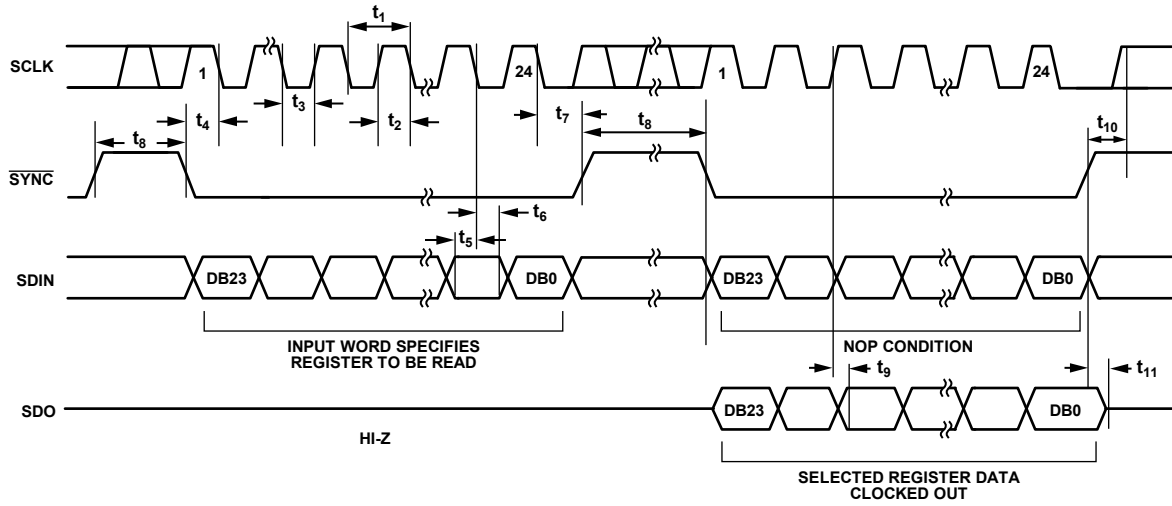 t1
SCLK
1
24
1
24
t3
t4
t2
t7
t8
t8
t10
SYNC
t6
t5
SDIN
DB23
DB0
DB23
DB0
INPUT WORD SPECIFIES
REGISTER TO BE READ
NOP CONDITION
t9
t11
SDO
DB23
DB0
HI-Z
SELECTED REGISTER DATA
CLOCKED OUT